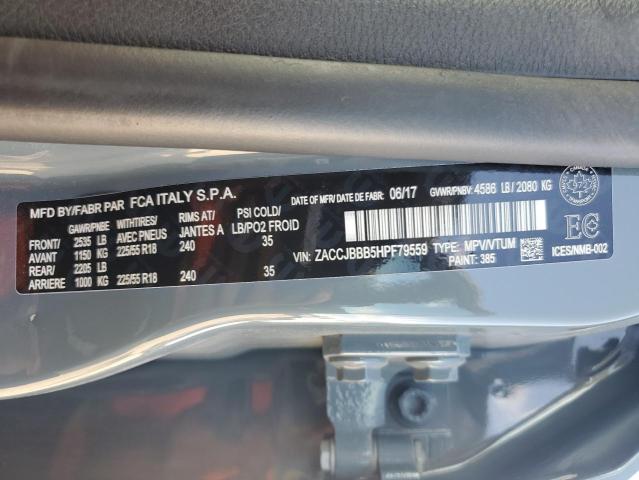 MFD BY/FABR PAR FCA ITALY S.P.A. DATE OF MFR/DATE DE FABR: 06/17 GVWR/PNBV: 4586 LB / 2080 KG
GAWR/PNBE WITHTIRES/ RIMS AT/ PSI COLD/
AVEC PNEUS JANTES A LB/PO2 FROID
FRONT/ 2535 LB
AVANT 1150 KG 225/55 R18 240 35
REAR/ 2205 LB
ARRIERE 1000 KG 225/55 R18 240 35
VIN: ZACCJBBB5HPF79559 TYPE: MPV/VTUM
PAINT: 385
EC
ICES/NMB-002